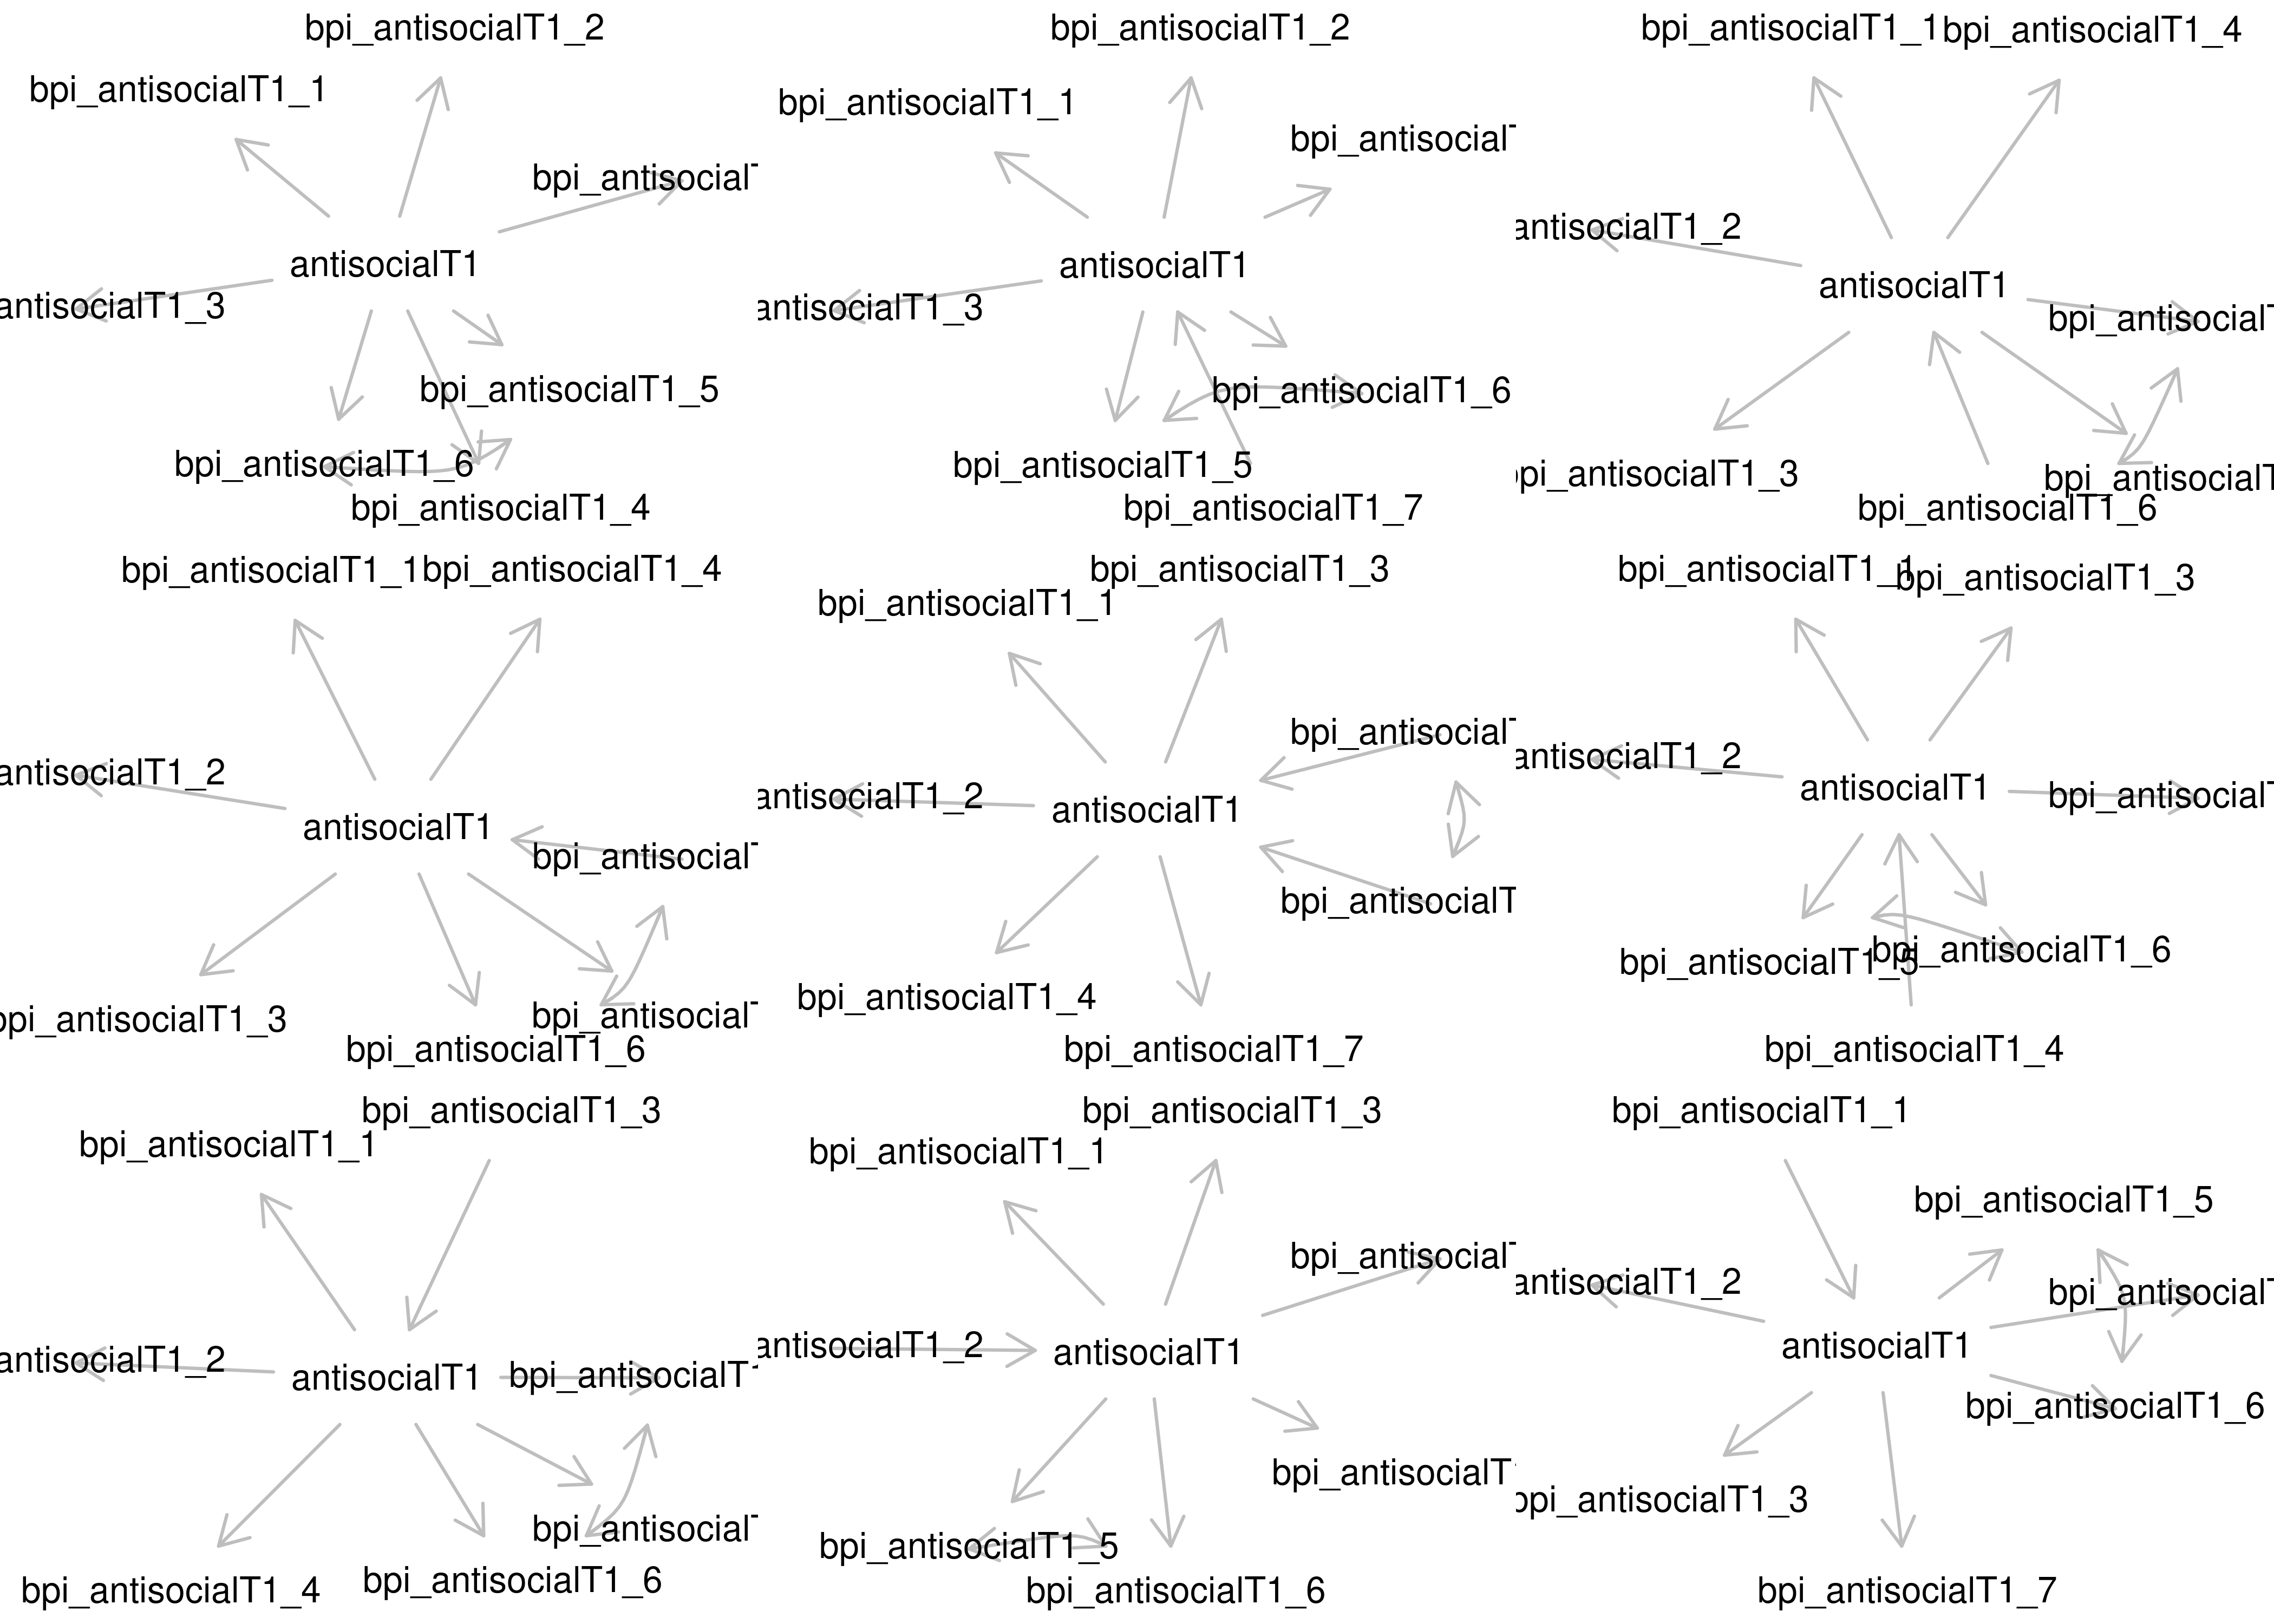 bpi_antisocialT1_2
bpi_antisocialT1_1
bpi_antisocial
antisocialT1
antisocialT1_3
bpi_antisocialT1_5
bpi_antisocialT1_6
bpi_antisocialT1_4
bpi_antisocialT1_2
bpi_antisocialT1_1
bpi_antisocial
antisocialT1
antisocialT1_3
bpi_antisocialT1_6
bpi_antisocialT1_5
bpi_antisocialT1_7
bpi_antisocialT1_1
bpi_antisocialT1_4
antisocialT1_2
antisocialT1
bpi_antisocial
pi_antisocialT1_3
bpi_antisocial
bpi_antisocialT1_6
bpi_antisocialT1_1
bpi_antisocialT1_4
antisocialT1_2
antisocialT1
bpi_antisocial
bpi_antisocialT1_3
bpi_antisocial
bpi_antisocialT1_6
bpi_antisocialT1_3
bpi_antisocialT1_1
bpi_antisocial
antisocialT1_2
antisocialT1
bpi_antisocialT
bpi_antisocialT1_4
bpi_antisocialT1_7
bpi_antisocialT1_1
bpi_antisocialT1_3
antisocialT1_2
antisocialT1
bpi_antisocial
bpi_antisocialT1_5
bpi_antisocialT1_6
bpi_antisocialT1_4
bpi_antisocialT1_3
bpi_antisocialT1_1
antisocialT1_2
antisocialT1
bpi_antisocialT
bpi_antisocial
bpi_antisocialT1_4
bpi_antisocialT1_6
bpi_antisocialT1_3
bpi_antisocialT1_1
bpi_antisocial
antisocialT1_2
antisocialT1
bpi_antisocialT
bpi_antisocialT1_5
bpi_antisocialT1_6
bpi_antisocialT1_1
bpi_antisocialT1_5
antisocialT1_2
bpi_antisocial
antisocialT1
bpi_antisocialT1_6
bpi_antisocialT1_3
bpi_antisocialT1_7